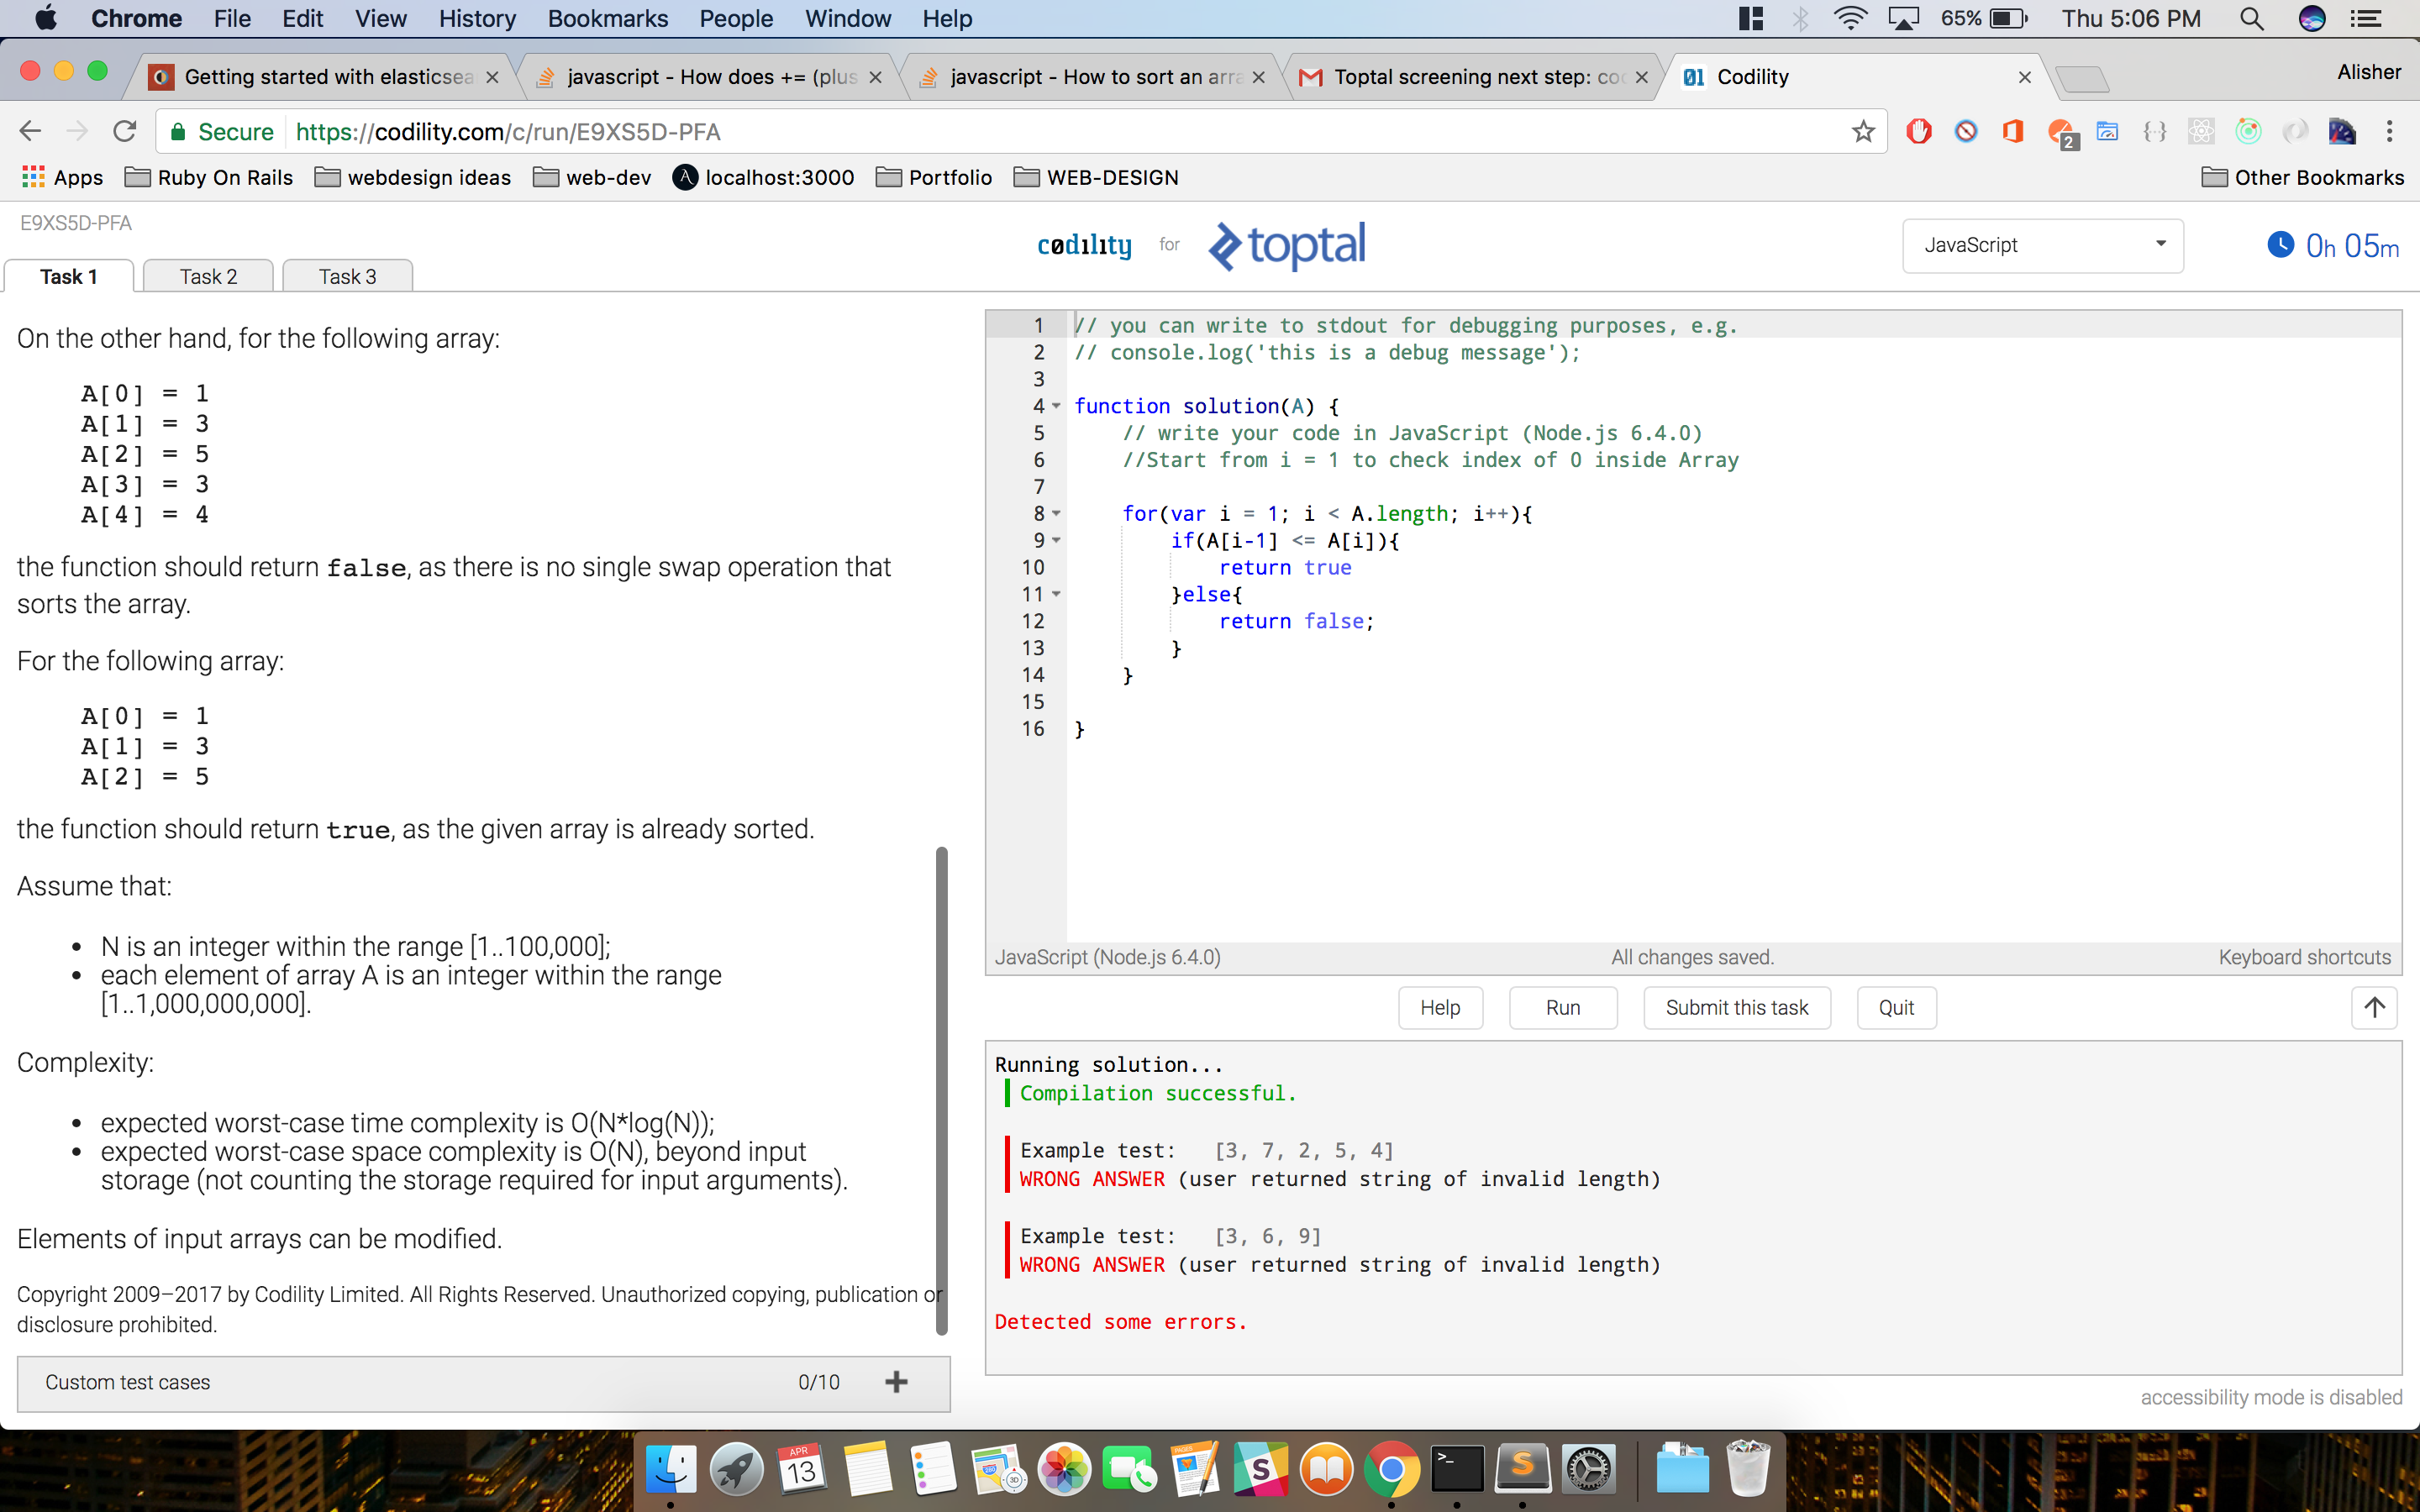 Chrome File Edit View History Bookmarks People Window Help 65% Thu 5:06 PM
Getting started with elasticsea
javascript - How does += (plus
javascript - How to sort an arra
Toptal screening next step: co
Codility
Alisher
Secure https://codility.com/c/run/E9XS5D-PFA
2
Apps Ruby On Rails webdesign ideas web-dev localhost:3000 Portfolio WEB-DESIGN Other Bookmarks
E9XS5D-PFA
codility for toptal
JavaScript
0h 05m
Task 1 Task 2 Task 3
On the other hand, for the following array:
A[0] = 1
A[1] = 3
A[2] = 5
A[3] = 3
A[4] = 4
the function should return false, as there is no single swap operation that
sorts the array.
For the following array:
A[0] = 1
A[1] = 3
A[2] = 5
the function should return true, as the given array is already sorted.
Assume that:
• N is an integer within the range [1..100,000];
• each element of array A is an integer within the range
[1..1,000,000,000].
Complexity:
• expected worst-case time complexity is O(N*log(N));
• expected worst-case space complexity is O(N), beyond input
storage (not counting the storage required for input arguments).
Elements of input arrays can be modified.
Copyright 2009–2017 by Codility Limited. All Rights Reserved. Unauthorized copying, publication or
disclosure prohibited.
Custom test cases 0/10 +
1 // you can write to stdout for debugging purposes, e.g.
2 // console.log('this is a debug message');
3
4 function solution(A) {
5 // write your code in JavaScript (Node.js 6.4.0)
6 //Start from i = 1 to check index of 0 inside Array
7
8 for(var i = 1; i < A.length; i++){
9 if(A[i-1] <= A[i]){
10 return true
11 }else{
12 return false;
13 }
14 }
15
16 }
JavaScript (Node.js 6.4.0) All changes saved. Keyboard shortcuts
Help Run Submit this task Quit
Running solution...
Compilation successful.
Example test: [3, 7, 2, 5, 4]
WRONG ANSWER (user returned string of invalid length)
Example test: [3, 6, 9]
WRONG ANSWER (user returned string of invalid length)
Detected some errors.
accessibility mode is disabled
APR
13
3D
PAGES
S
>_
S